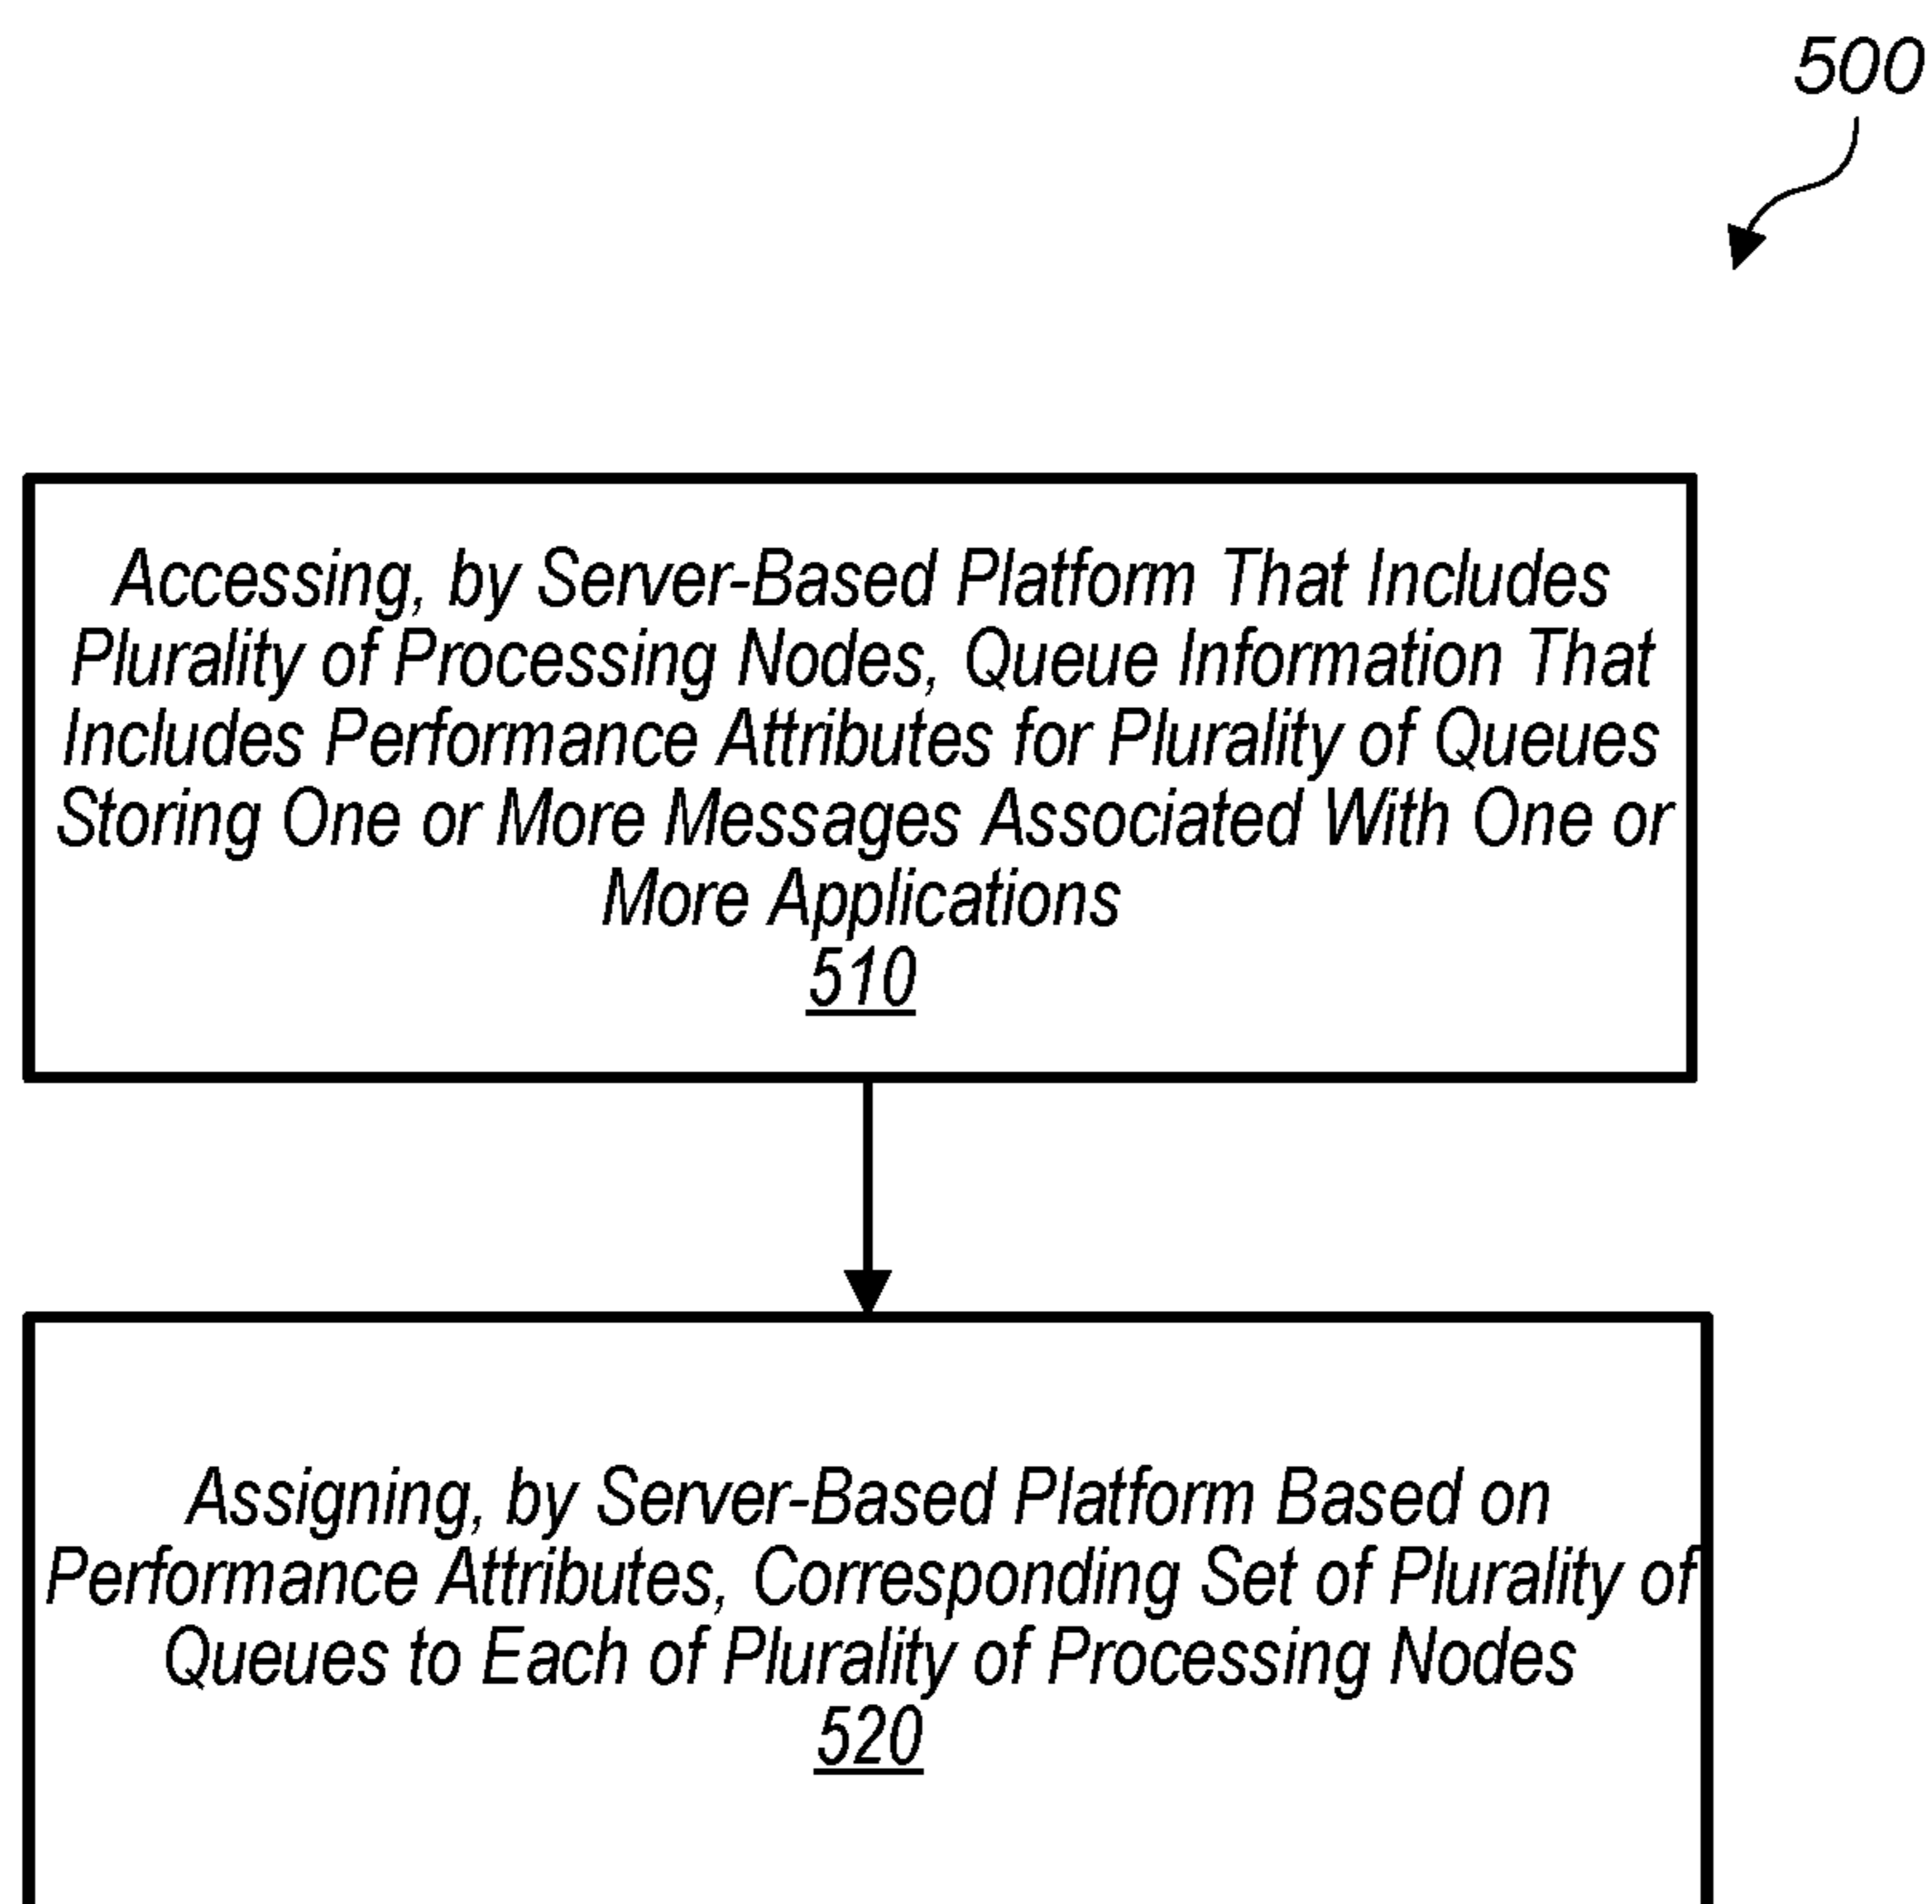 500
Accessing, by Server-Based Platform That Includes
Plurality of Processing Nodes, Queue Information That
Includes Performance Attributes for Plurality of Queues
Storing One or More Messages Associated With One or
More Applications
510
Assigning, by Server-Based Platform Based on
Performance Attributes, Corresponding Set of Plurality of
Queues to Each of Plurality of Processing Nodes
520